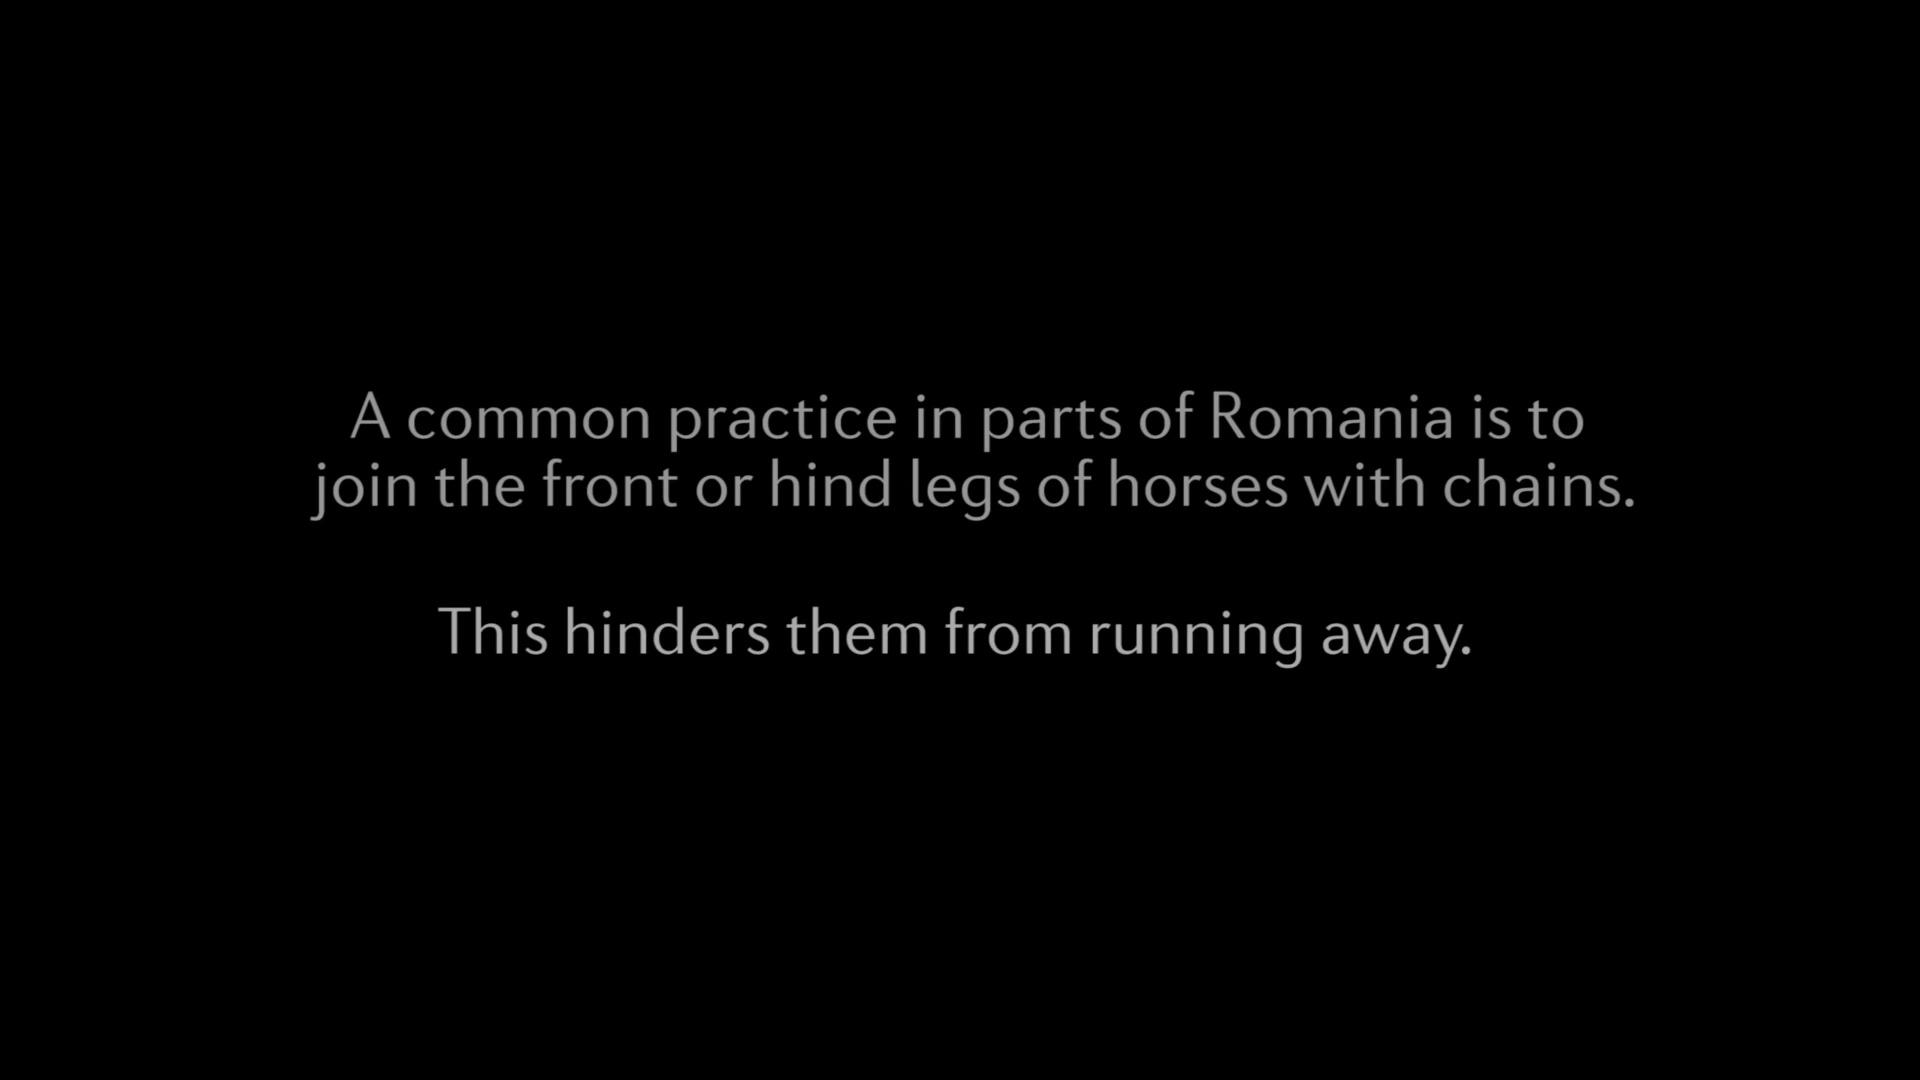 A common practice in parts of Romania is to
join the front or hind legs of horses with chains.
This hinders them from running away.